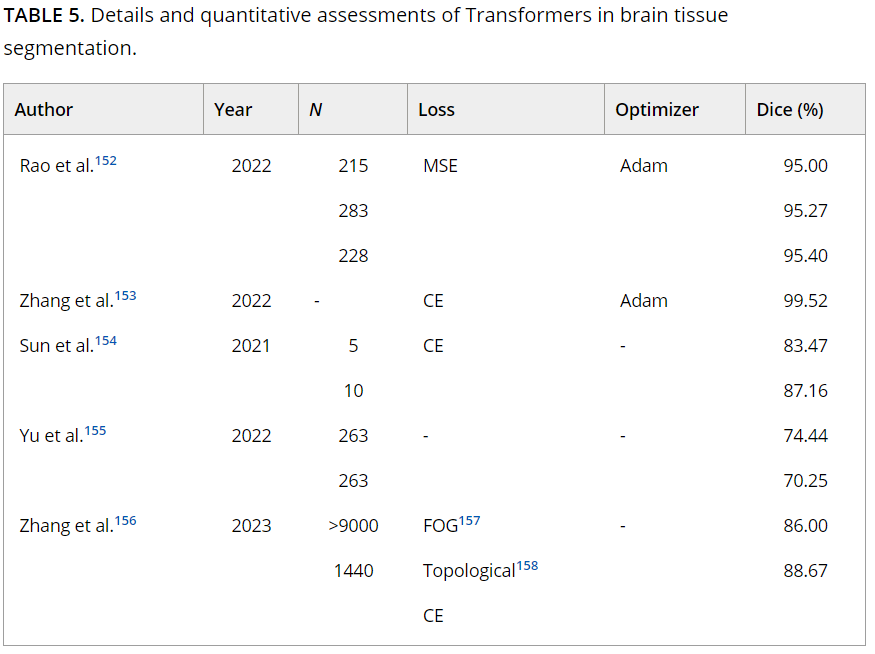 TABLE 5. Details and quantitative assessments of Transformers in brain tissue
segmentation.
Author Year N Loss Optimizer Dice (%)
Rao et al.152 2022 215 MSE Adam 95.00
283 95.27
228 95.40
Zhang et al.153 2022 - CE Adam 99.52
Sun et al.154 2021 5 CE - 83.47
10 87.16
Yu et al.155 2022 263 - - 74.44
263 70.25
Zhang et al.156 2023 >9000 FOG157 - 86.00
1440 Topological158 88.67
CE